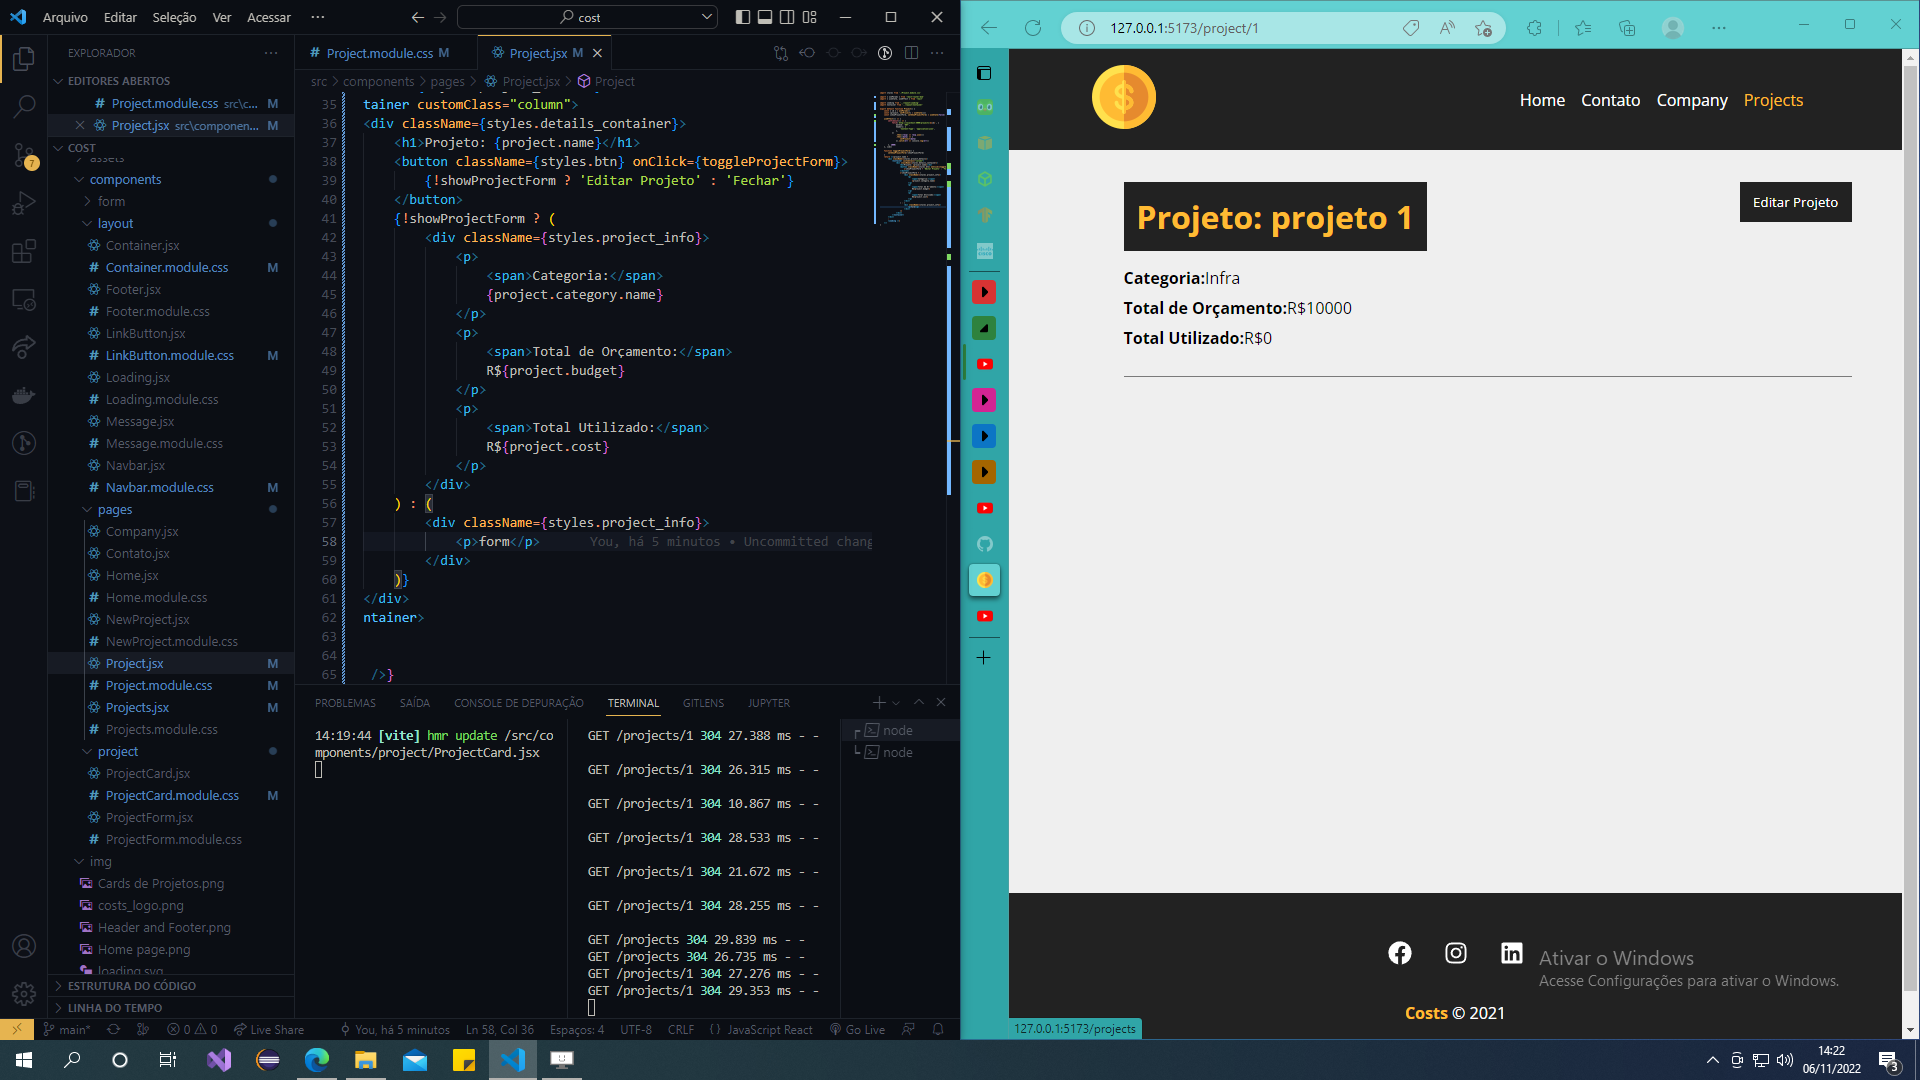 Arquivo Editar Seleção Ver Acessar ··· cost
EXPLORADOR
EDITORES ABERTOS
# Project.module.css src\c... M
Project.jsx src\componen... M
COST
assets
components
form
layout
Container.jsx
# Container.module.css M
Footer.jsx
# Footer.module.css
LinkButton.jsx
# LinkButton.module.css M
Loading.jsx
# Loading.module.css
Message.jsx
# Message.module.css
Navbar.jsx
# Navbar.module.css M
pages
Company.jsx
Contato.jsx
Home.jsx
# Home.module.css
NewProject.jsx
# NewProject.module.css
Project.jsx M
# Project.module.css M
Projects.jsx M
# Projects.module.css
project
ProjectCard.jsx
# ProjectCard.module.css M
ProjectForm.jsx
# ProjectForm.module.css
img
Cards de Projetos.png
costs_logo.png
Header and Footer.png
Home page.png
loading.svg
ESTRUTURA DO CÓDIGO
LINHA DO TEMPO
7
# Project.module.css M Project.jsx M
src > components > pages > Project.jsx > Project
35 tainer customClass="column">
36 <div className={styles.details_container}>
37 <h1>Projeto: {project.name}</h1>
38 <button className={styles.btn} onClick={toggleProjectForm}>
39 {!showProjectForm ? 'Editar Projeto' : 'Fechar'}
40 </button>
41 {!showProjectForm ? (
42 <div className={styles.project_info}>
43 <p>
44 <span>Categoria:</span>
45 {project.category.name}
46 </p>
47 <p>
48 <span>Total de Orçamento:</span>
49 R${project.budget}
50 </p>
51 <p>
52 <span>Total Utilizado:</span>
53 R${project.cost}
54 </p>
55 </div>
56 ) : (
57 <div className={styles.project_info}>
58 <p>form</p> You, há 5 minutos • Uncommitted chang
59 </div>
60 )}
61 </div>
62 ntainer>
63
64
65 />}
PROBLEMAS SAÍDA CONSOLE DE DEPURAÇÃO TERMINAL GITLENS JUPYTER
14:19:44 [vite] hmr update /src/co
mponents/project/ProjectCard.jsx
GET /projects/1 304 27.388 ms - -
GET /projects/1 304 26.315 ms - -
GET /projects/1 304 10.867 ms - -
GET /projects/1 304 28.533 ms - -
GET /projects/1 304 21.672 ms - -
GET /projects/1 304 28.255 ms - -
GET /projects 304 29.839 ms - -
GET /projects 304 26.735 ms - -
GET /projects/1 304 27.276 ms - -
GET /projects/1 304 29.353 ms - -
node
node
main* 0 0 Live Share You, há 5 minutos Ln 58, Col 36 Espaços: 4 UTF-8 CRLF {} JavaScript React Go Live
127.0.0.1:5173/project/1
Home Contato Company Projects
Projeto: projeto 1
Editar Projeto
Categoria:Infra
Total de Orçamento:R$10000
Total Utilizado:R$0
Ativar o Windows
Acesse Configurações para ativar o Windows.
Costs © 2021
127.0.0.1:5173/projects
14:22
06/11/2022
3